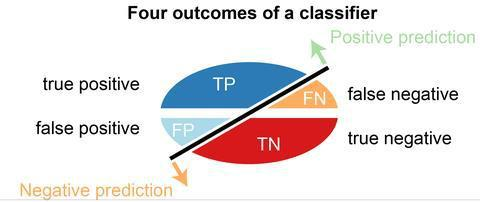 Four outcomes of a classifier
Positive prediction
true positive
TP
FN
false negative
false positive
FP
TN
true negative
Negative prediction